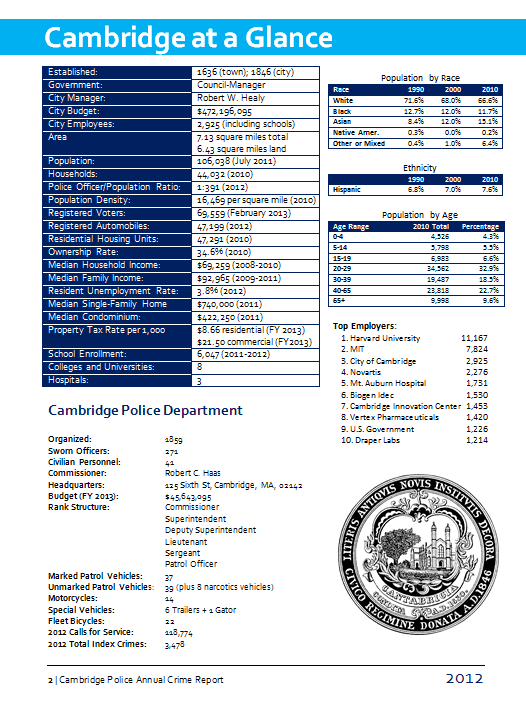 Cambridge at a Glance
Established: 1636 (town); 1846 (city)
Government: Council-Manager
City Manager: Robert W. Healy
City Budget: $472,196,095
City Employees: 2,925 (including schools)
Area 7.13 square miles total
6.43 square miles land
Population: 106,038 (July 2011)
Households: 44,032 (2010)
Police Officer/Population Ratio: 1:391 (2012)
Population Density: 16,469 per square mile (2010)
Registered Voters: 69,559 (February 2013)
Registered Automobiles: 47,199 (2012)
Residential Housing Units: 47,291 (2010)
Ownership Rate: 34.6% (2010)
Median Household Income: $69,259 (2008-2010)
Median Family Income: $92,965 (2009-2011)
Resident Unemployment Rate: 3.8% (2012)
Median Single-Family Home $740,000 (2011)
Median Condominium: $422,250 (2011)
Property Tax Rate per 1,000 $8.66 residential (FY 2013)
$21.50 commercial (FY2013)
School Enrollment: 6,047 (2011-2012)
Colleges and Universities: 8
Hospitals: 3
Population by Race
Race 1990 2000 2010
White 71.6% 68.0% 66.6%
Black 12.7% 12.0% 11.7%
Asian 8.4% 12.0% 15.1%
Native Amer. 0.3% 0.0% 0.2%
Other or Mixed 0.4% 1.0% 6.4%
Ethnicity
1990 2000 2010
Hispanic 6.8% 7.0% 7.6%
Population by Age
Age Range 2010 Total Percentage
0-4 4,526 4.3%
5-14 5,798 5.5%
15-19 6,983 6.6%
20-29 34,562 32.9%
30-39 19,487 18.5%
40-65 23,818 22.7%
65+ 9,998 9.6%
Top Employers:
1. Harvard University 11,167
2. MIT 7,824
3. City of Cambridge 2,925
4. Novartis 2,276
5. Mt. Auburn Hospital 1,731
6. Biogen Idec 1,530
7. Cambridge Innovation Center 1,453
8. Vertex Pharmaceuticals 1,420
9. U.S. Government 1,226
10. Draper Labs 1,214
Cambridge Police Department
Organized: 1859
Sworn Officers: 271
Civilian Personnel: 41
Commissioner: Robert C. Haas
Headquarters: 125 Sixth St, Cambridge, MA, 02142
Budget (FY 2013): $45,643,095
Rank Structure: Commissioner
Superintendent
Deputy Superintendent
Lieutenant
Sergeant
Patrol Officer
Marked Patrol Vehicles: 37
Unmarked Patrol Vehicles: 39 (plus 8 narcotics vehicles)
Motorcycles: 14
Special Vehicles: 6 Trailers + 1 Gator
Fleet Bicycles: 22
2012 Calls for Service: 118,774
2012 Total Index Crimes: 3,478
LITERIS ANTIQVIS NOVIS INSTITVTIS DECORA
CIVICO REGIMINE DONATA A.D. 1846
CANTABRIGIA
2 | Cambridge Police Annual Crime Report 2012